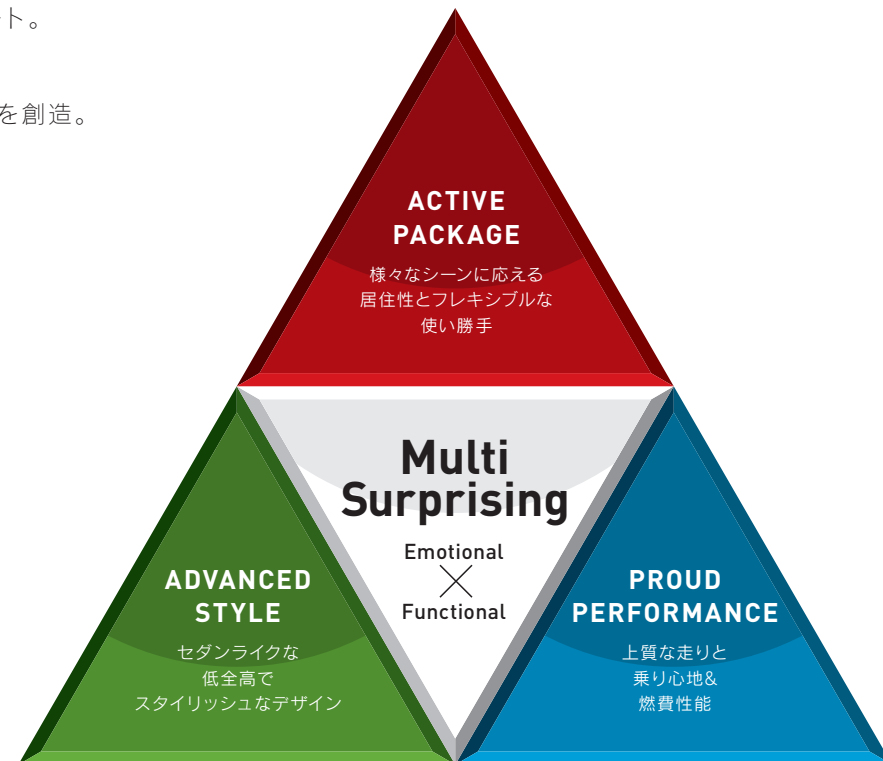 ト。
を創造。
ACTIVE
PACKAGE
様々なシーンに応える
居住性とフレキシブルな
使い勝手
Multi
Surprising
Emotional
×
Functional
ADVANCED
STYLE
セダンライクな
低全高で
スタイリッシュなデザイン
PROUD
PERFORMANCE
上質な走りと
乗り心地&
燃費性能